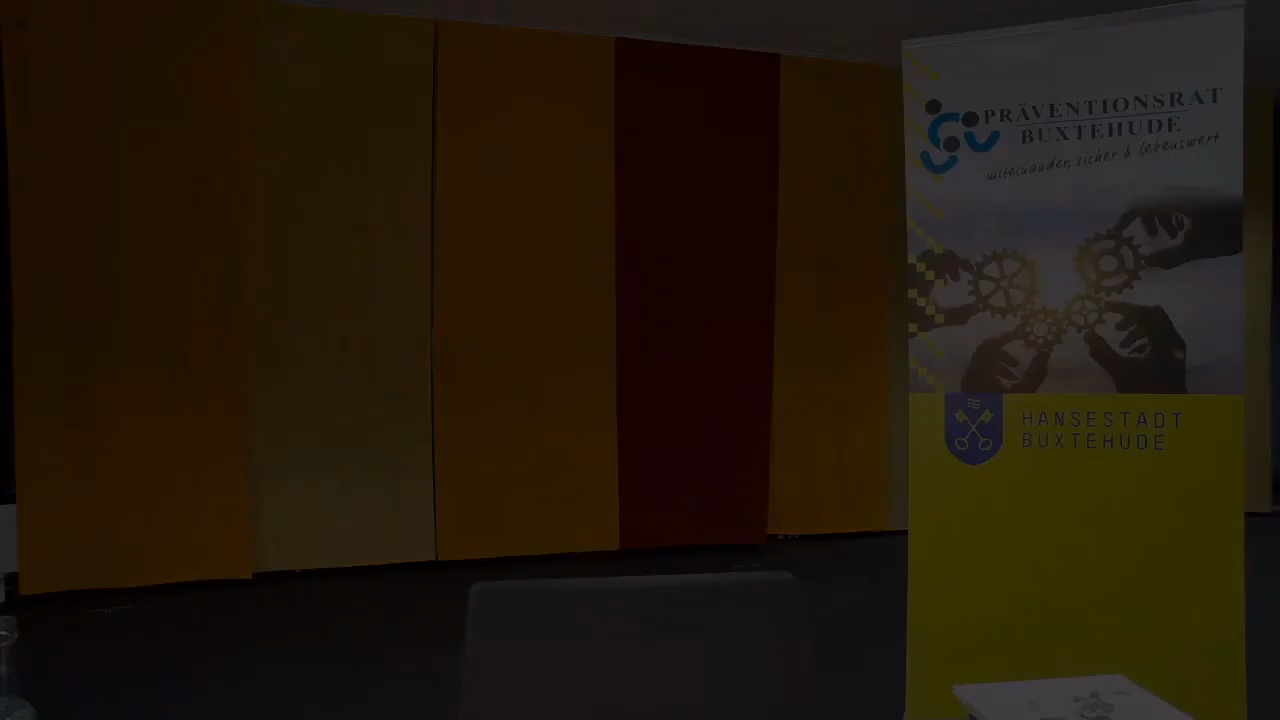 PRÄVENTIONSRAT
BUXTEHUDE
miteinander, sicher & lebenswert
HANSESTADT
BUXTEHUDE